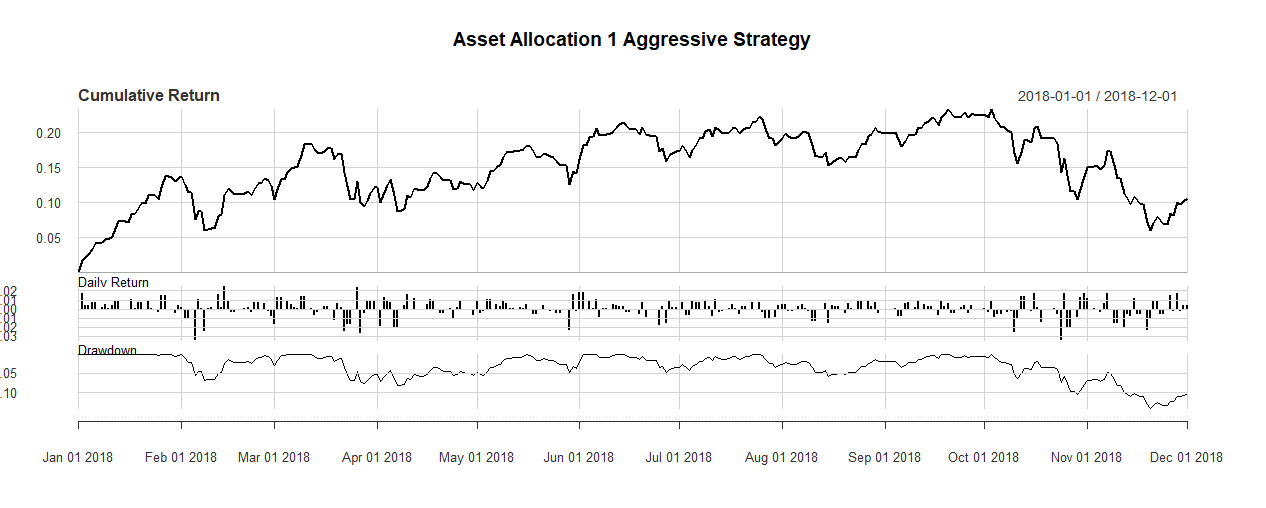 Asset Allocation 1 Aggressive Strategy
Cumulative Return 2018-01-01 / 2018-12-01
0.20
0.15
0.10
0.05
Daily Return
.02
.01
.00
.01
.02
.03
Drawdown
.05
.10
Jan 01 2018 Feb 01 2018 Mar 01 2018 Apr 01 2018 May 01 2018 Jun 01 2018 Jul 01 2018 Aug 01 2018 Sep 01 2018 Oct 01 2018 Nov 01 2018 Dec 01 2018